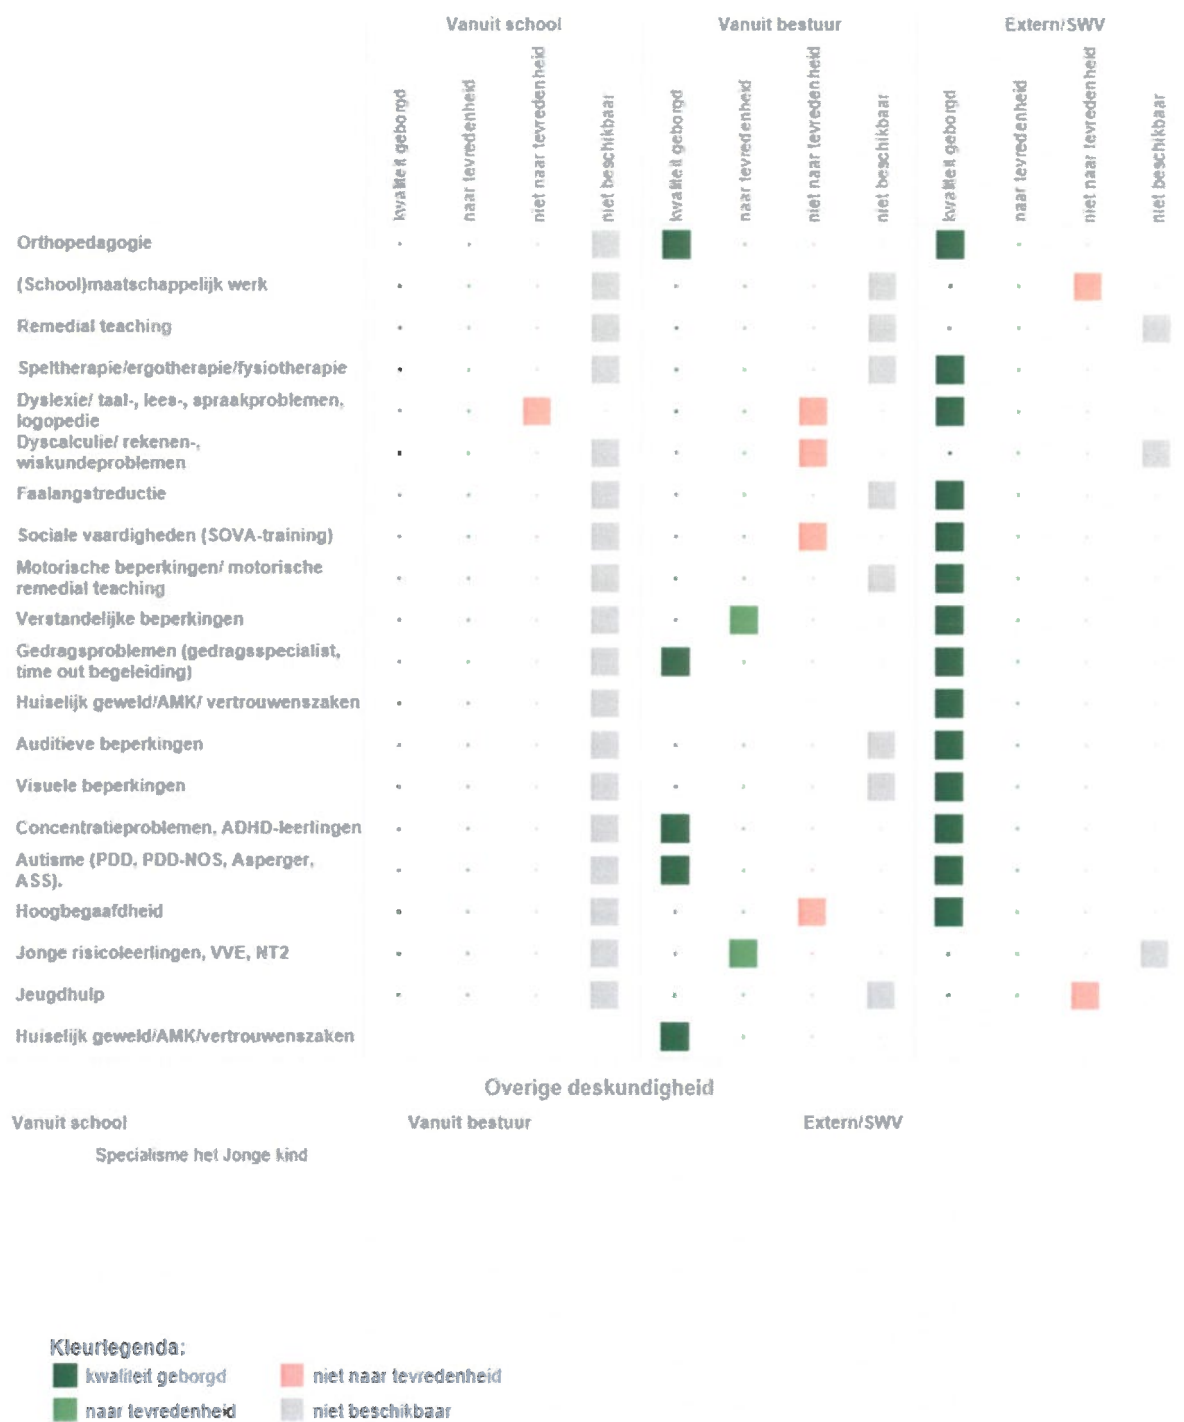 Vanuit school Vanuit bestuur Extern/SWV
kwaliteit geborgd naar tevredenheid niet naar tevredenheid niet beschikbaar kwaliteit geborgd naar tevredenheid niet naar tevredenheid niet beschikbaar kwaliteit geborgd naar tevredenheid niet naar tevredenheid niet beschikbaar
Orthopedagogie
(School)maatschappelijk werk
Remedial teaching
Speltherapie/ergotherapie/fysiotherapie
Dyslexie/ taal-, lees-, spraakproblemen,
logopedie
Dyscalculie/ rekenen-,
wiskundeproblemen
Faalangstreductie
Sociale vaardigheden (SOVA-training)
Motorische beperkingen/ motorische
remedial teaching
Verstandelijke beperkingen
Gedragsproblemen (gedragsspecialist,
time out begeleiding)
Huiselijk geweld/AMK/ vertrouwenszaken
Auditieve beperkingen
Visuele beperkingen
Concentratieproblemen, ADHD-leerlingen
Autisme (PDD, PDD-NOS, Asperger,
ASS).
Hoogbegaafdheid
Jonge risicoleerlingen, VVE, NT2
Jeugdhulp
Huiselijk geweld/AMK/vertrouwenszaken
Overige deskundigheid
Vanuit school Vanuit bestuur Extern/SWV
Specialisme het Jonge kind
Kleurlegenda:
kwaliteit geborgd niet naar tevredenheid
naar tevredenheid niet beschikbaar